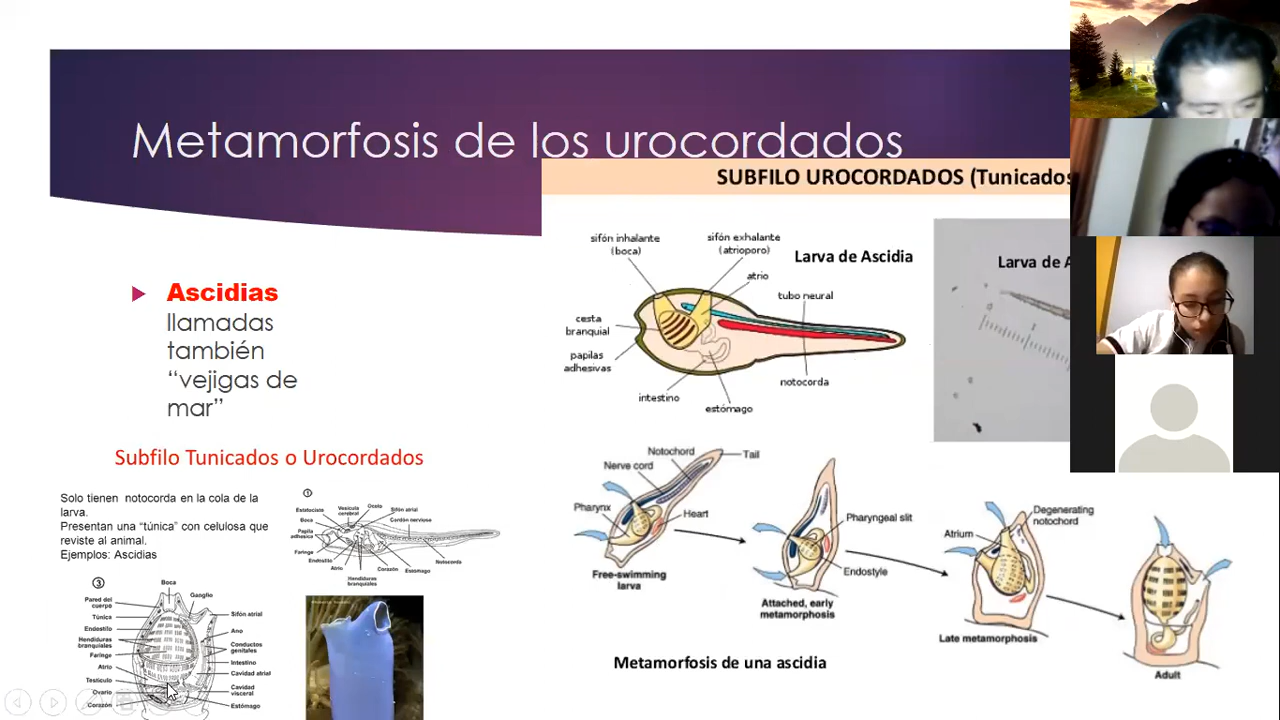 Metamorfosis de los urocordados
SUBFILO UROCORDADOS (Tunicados
sifón inhalante
(boca)
sifón exhalante
(atrioporo)
Larva de Ascidia
atrio
tubo neural
cesta
branquial
papilas
adhesivas
intestino
estómago
notocorda
Larva de A
Ascidias
llamadas
también
“vejigas de
mar”
Subfilo Tunicados o Urocordados
Solo tienen notocorda en la cola de la
larva.
Presentan una “túnica” con celulosa que
reviste al animal.
Ejemplos: Ascidias
1
Estatocisto
Vesícula
cerebral
Ocelo
Sifón atrial
Boca
Cordón nervioso
Papila
adhesiva
Faringe
Endostilo
Atrio
Hendiduras
branquiales
Corazón
Estómago
Notocorda
3
Boca
Ganglio
Pared del
cuerpo
Túnica
Endostilo
Hendiduras
branquiales
Faringe
Atrio
Testículo
Ovario
Corazón
Sifón atrial
Ano
Conductos
genitales
Intestino
Cavidad atrial
Cavidad
visceral
Estómago
Notochord
Tail
Nerve cord
Pharynx
Heart
Free-swimming
larva
Pharyngeal slit
Endostyle
Attached, early
metamorphosis
Degenerating
notochord
Atrium
Late metamorphosis
Adult
Metamorfosis de una ascidia